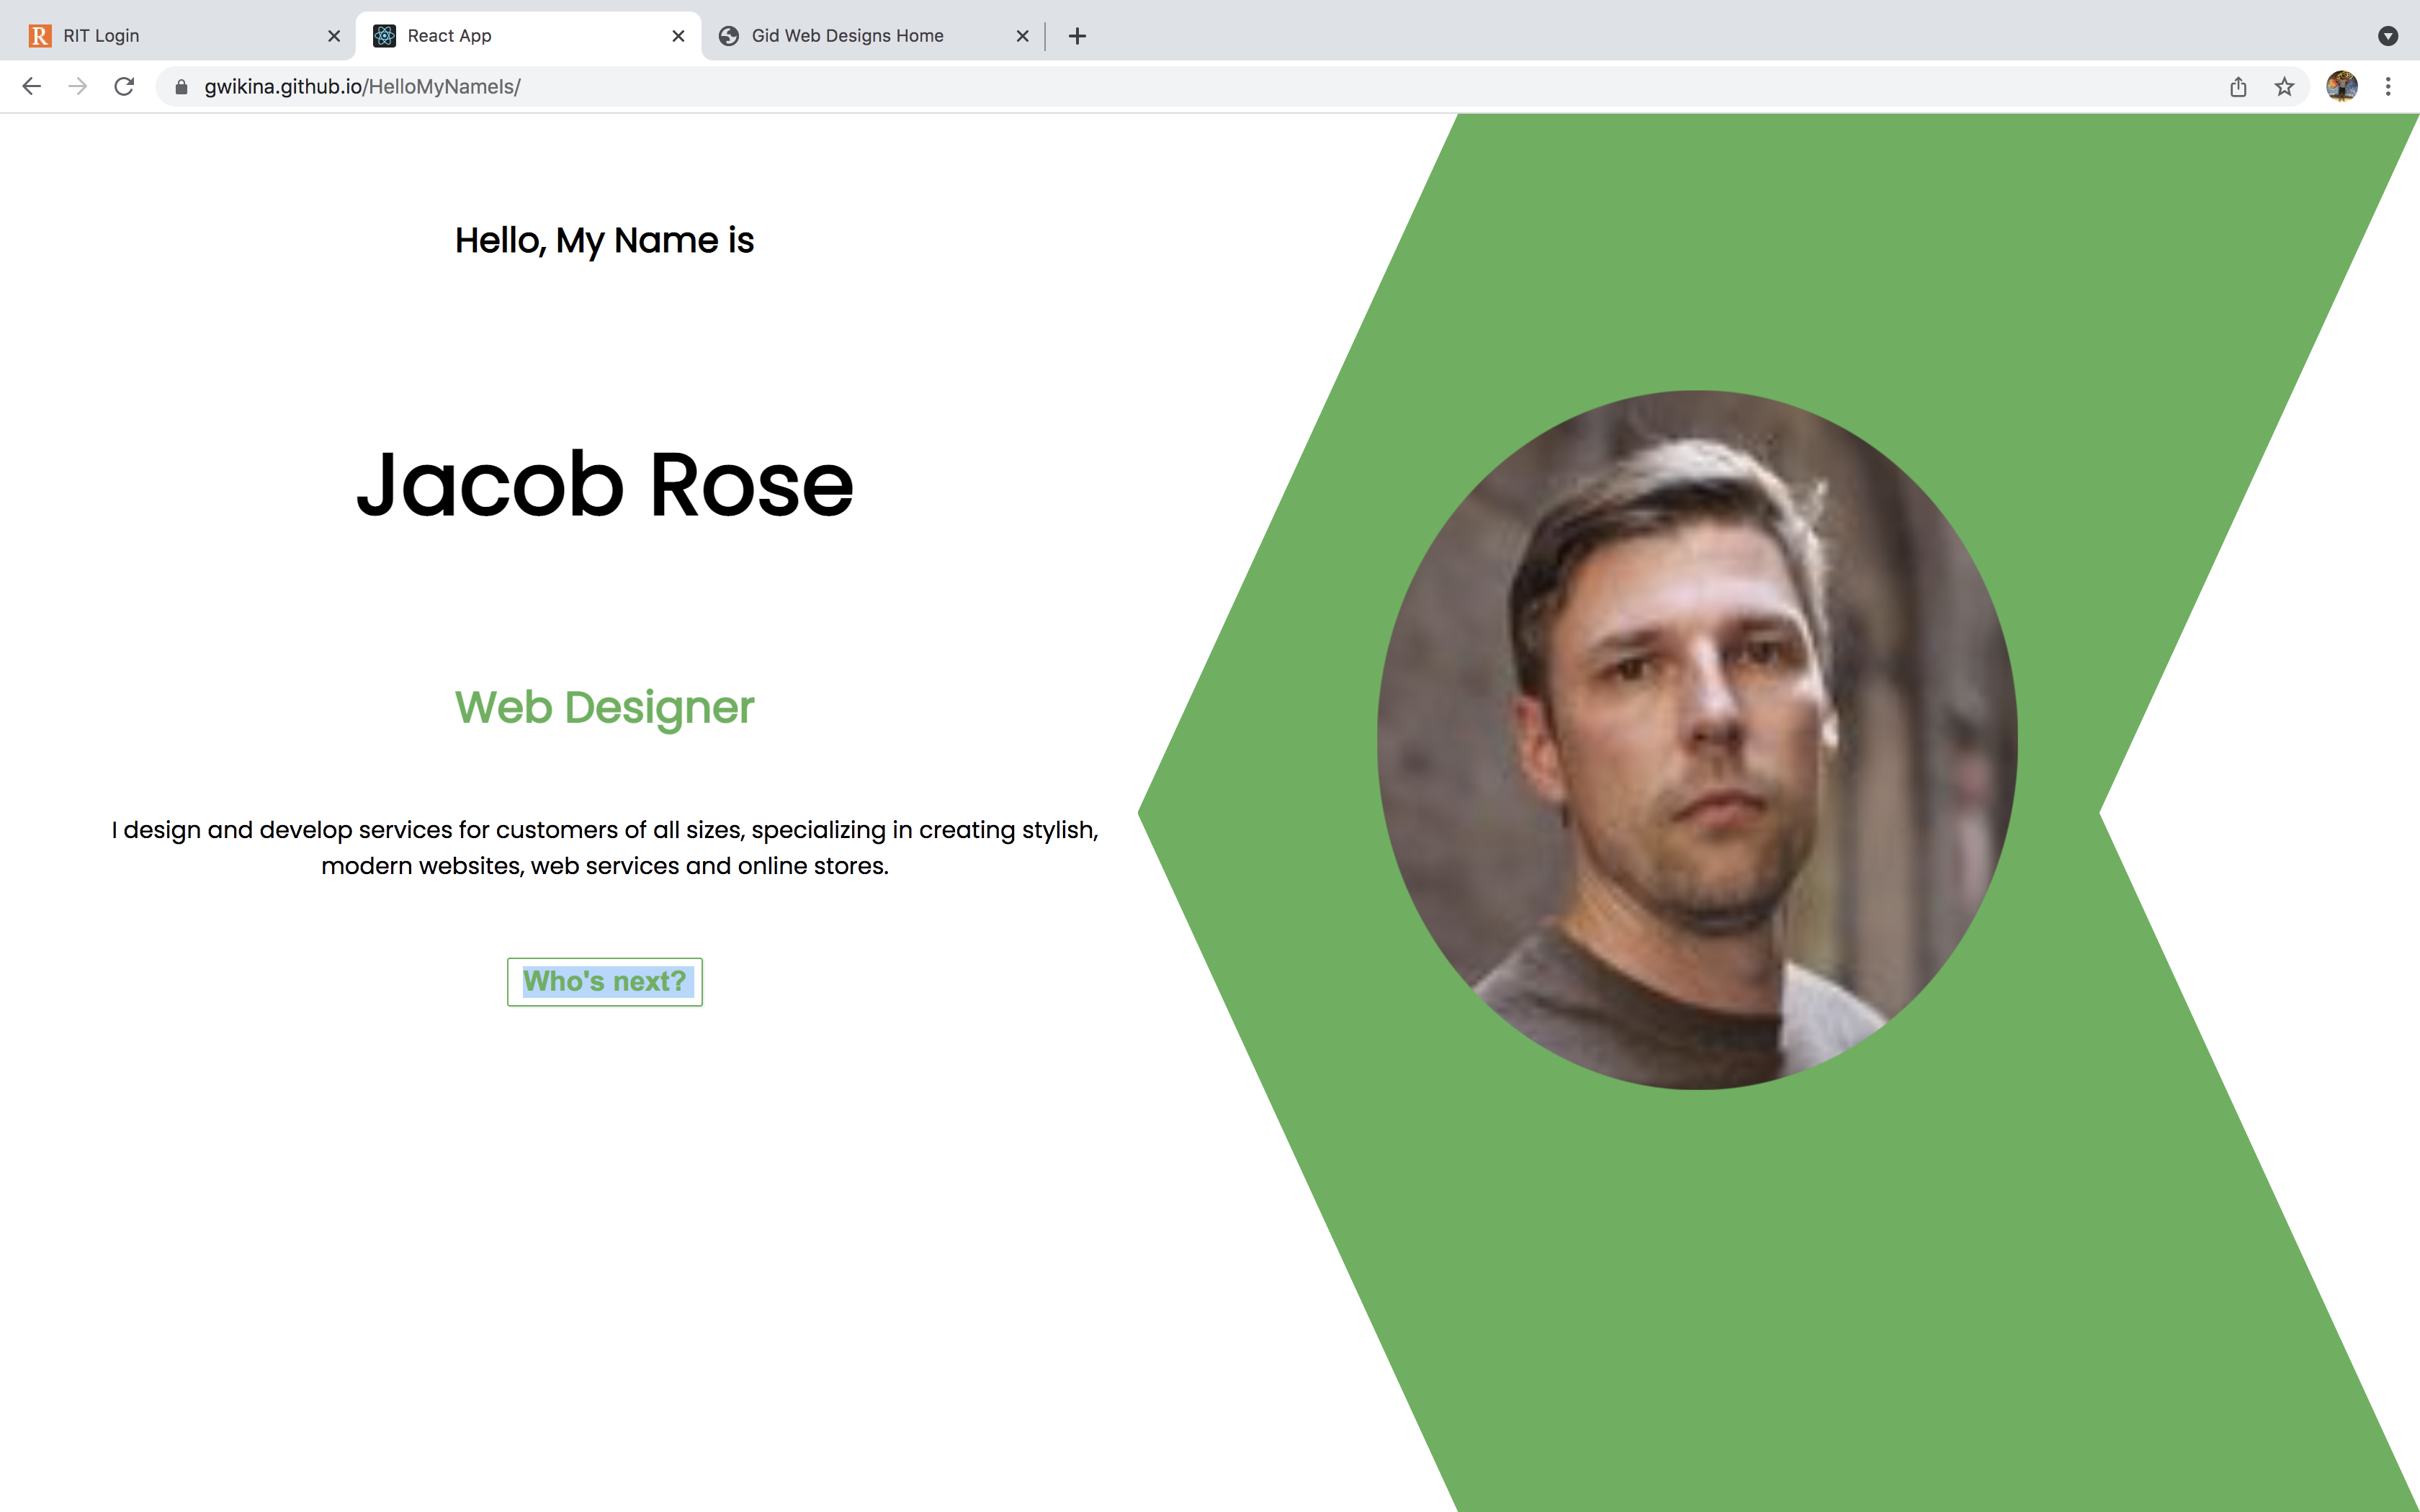 RIT Login
React App
Gid Web Designs Home
gwikina.github.io/HelloMyNameIs/
Hello, My Name is
Jacob Rose
Web Designer
I design and develop services for customers of all sizes, specializing in creating stylish,
modern websites, web services and online stores.
Who's next?